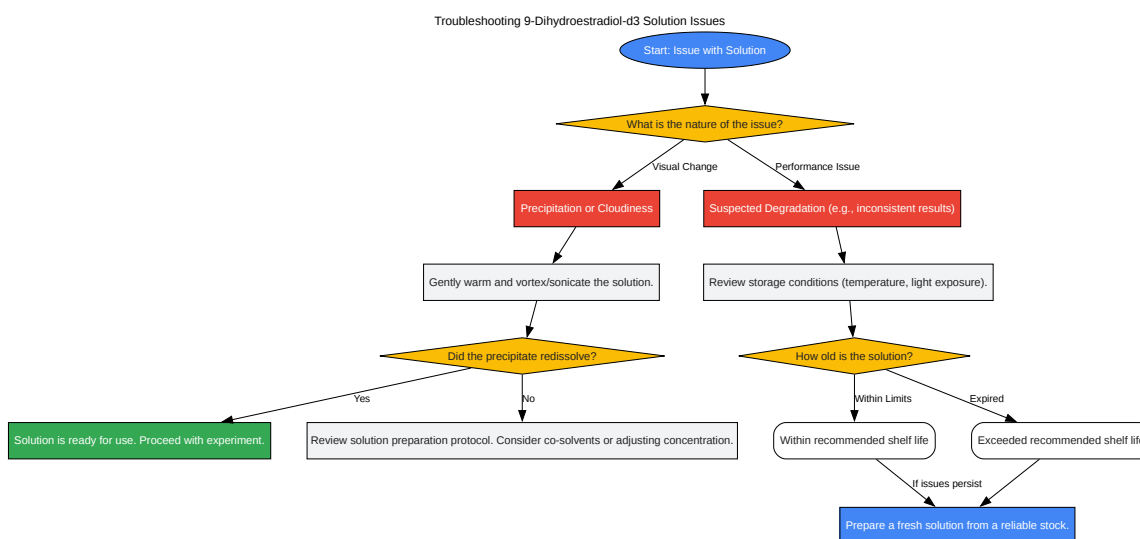 Troubleshooting 9-Dihydroestradiol-d3 Solution Issues
Start: Issue with Solution
What is the nature of the issue?
Visual Change
Performance Issue
Precipitation or Cloudiness
Suspected Degradation (e.g., inconsistent results)
Gently warm and vortex/sonicate the solution.
Review storage conditions (temperature, light exposure).
Did the precipitate redissolve?
How old is the solution?
Yes
No
Within Limits
Expired
Solution is ready for use. Proceed with experiment.
Review solution preparation protocol. Consider co-solvents or adjusting concentration.
Within recommended shelf life
Exceeded recommended shelf life
If issues persist
Prepare a fresh solution from a reliable stock.